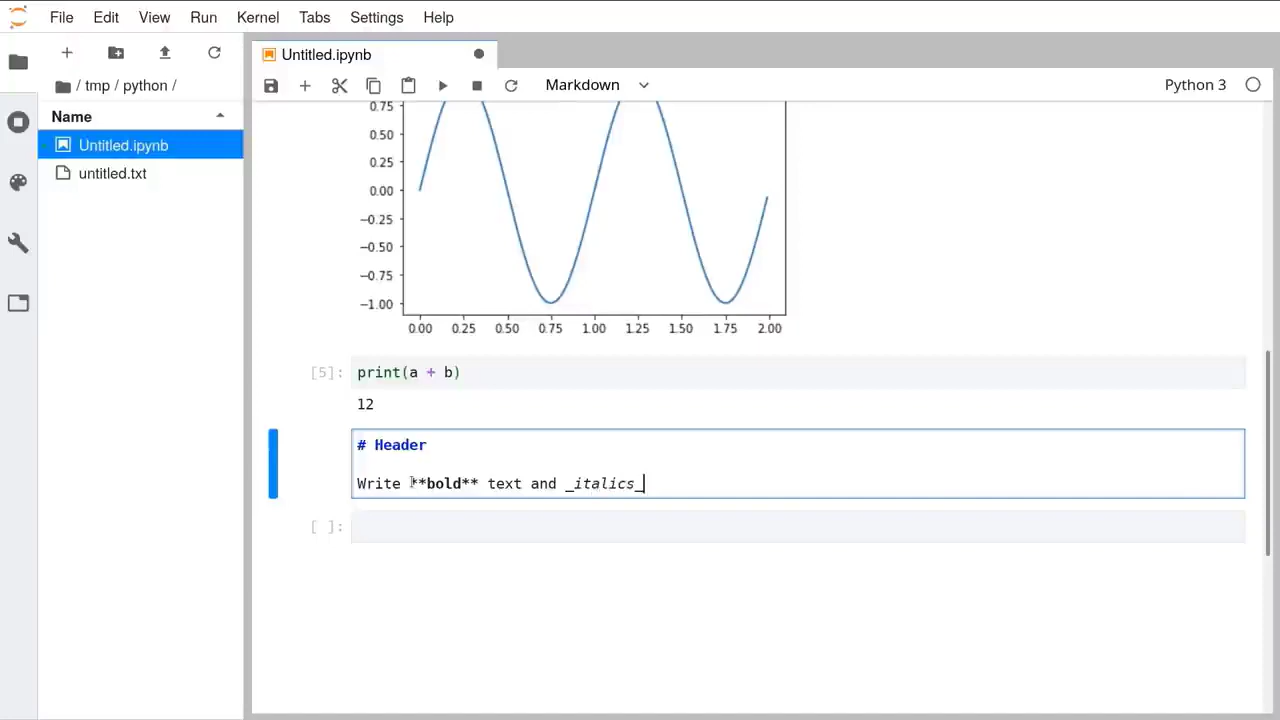 File Edit View Run Kernel Tabs Settings Help
Untitled.ipynb
/ tmp / python /
Markdown
Python 3
Name
Untitled.ipynb
untitled.txt
0.75
0.50
0.25
0.00
−0.25
−0.50
−0.75
−1.00
0.00 0.25 0.50 0.75 1.00 1.25 1.50 1.75 2.00
[5]: print(a + b)
12
# Header
Write **bold** text and _italics_
[ ]: